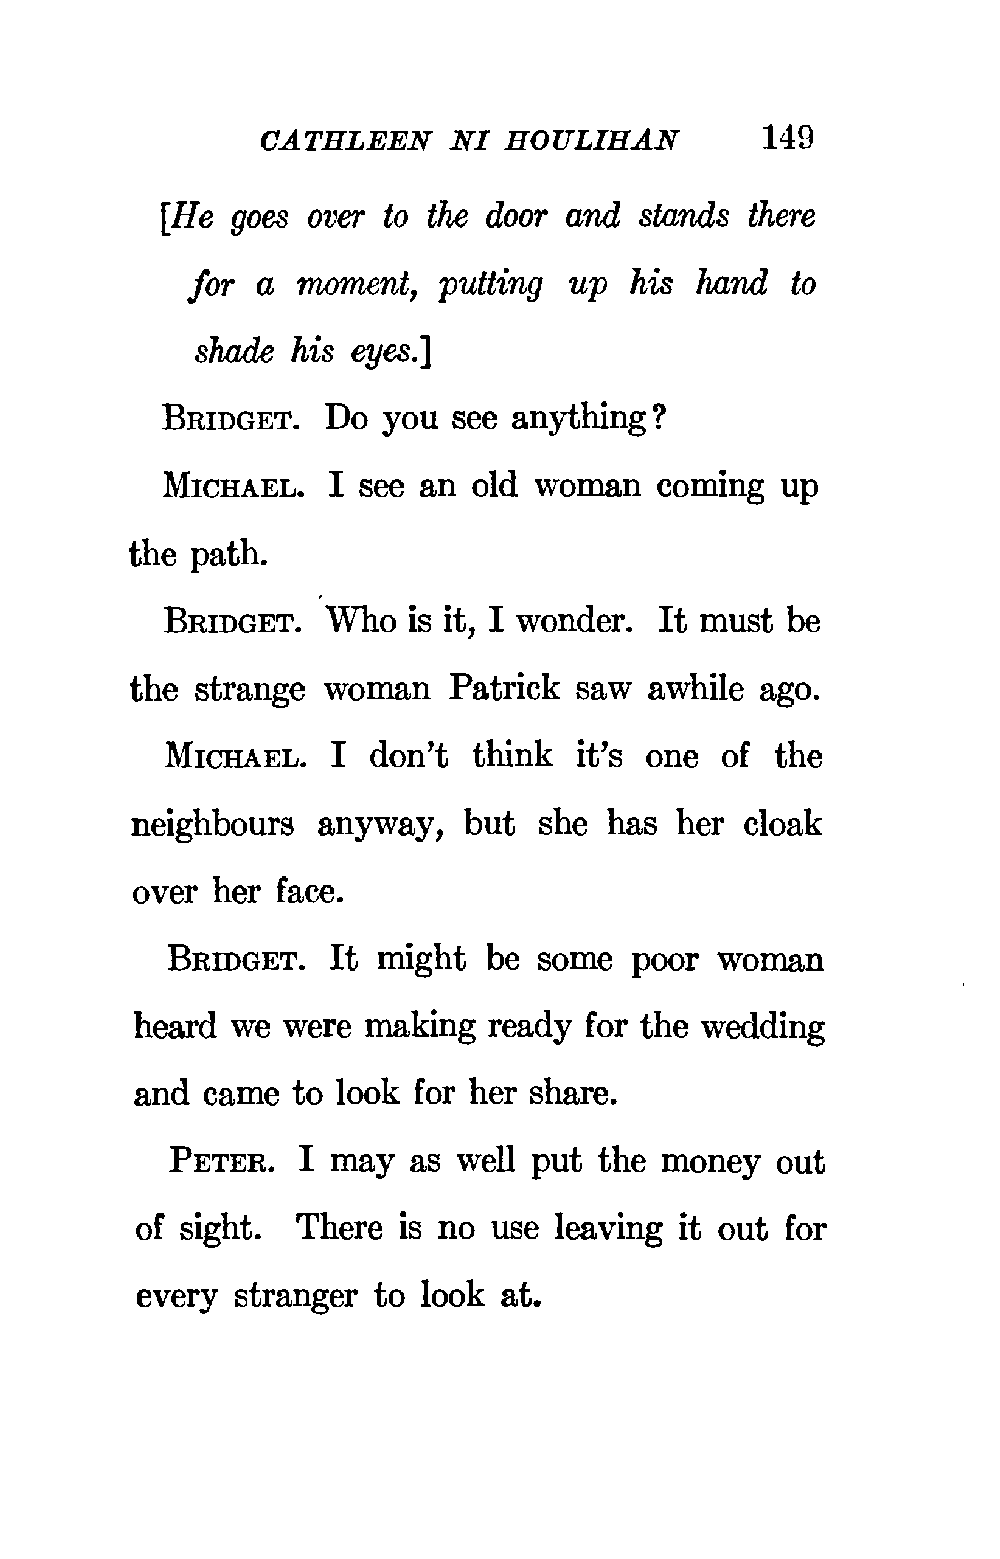 CATHLEEN NI HOULIHAN 149
[He goes over to the door and stands there
for a moment, putting up his hand to
shade his eyes.]
BRIDGET. Do you see anything?
MICHAEL. I see an old woman coming up
the path.
BRIDGET. Who is it, I wonder. It must be
the strange woman Patrick saw awhile ago.
MICHAEL. I don't think it's one of the
neighbours anyway, but she has her cloak
over her face.
BRIDGET. It might be some poor woman
heard we were making ready for the wedding
and came to look for her share.
PETER. I may as well put the money out
of sight. There is no use leaving it out for
every stranger to look at.